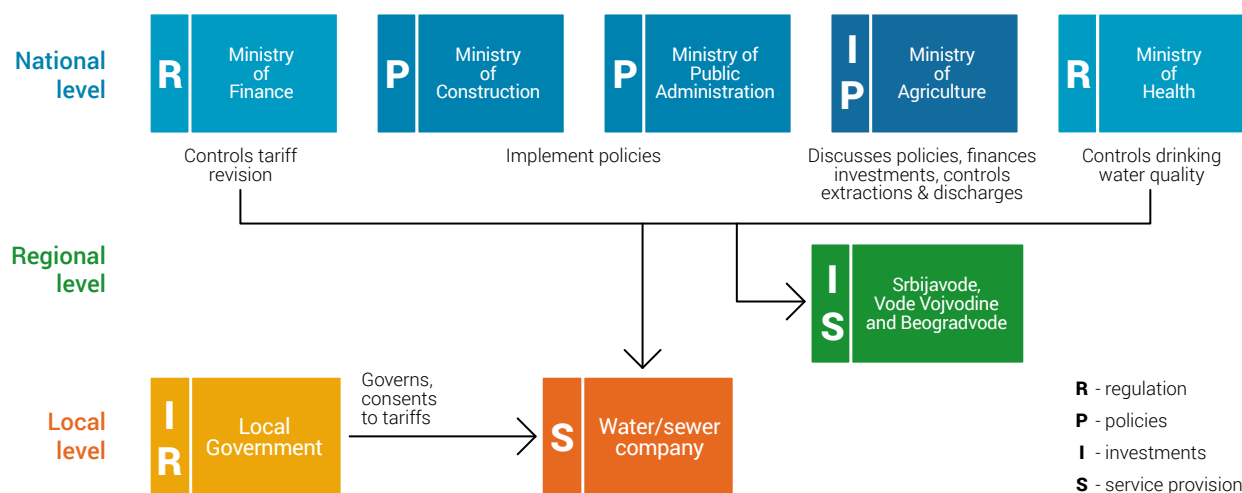 National
level
R
Ministry
of
Finance
P
Ministry
of
Construction
P
Ministry of
Public
Administration
I
P
Ministry
of
Agriculture
R
Ministry
of
Health
Controls tariff
revision
Implement policies
Discusses policies, finances
investments, controls
extractions & discharges
Controls drinking
water quality
Regional
level
I
S
Srbijavode,
Vode Vojvodine
and Beogradvode
Local
level
I
R
Local
Government
Governs,
consents
to tariffs
S
Water/sewer
company
R - regulation
P - policies
I - investments
S - service provision